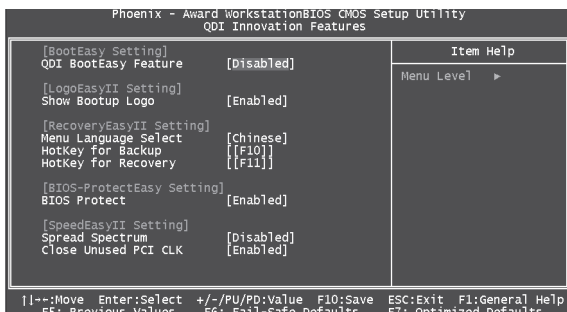 Phoenix - Award WorkstationBIOS CMOS Setup Utility
QDI Innovation Features
[BootEasy Setting]
QDI BootEasy Feature [Disabled]
[LogoEasyII Setting]
Show Bootup Logo [Enabled]
[RecoveryEasyII Setting]
Menu Language Select [Chinese]
HotKey for Backup [[F10]]
HotKey for Recovery [[F11]]
[BIOS-ProtectEasy Setting]
BIOS Protect [Enabled]
[SpeedEasyII Setting]
Spread Spectrum [Disabled]
Close Unused PCI CLK [Enabled]
Item Help
Menu Level ►
↑↓→←:Move Enter:Select +/-/PU/PD:Value F10:Save ESC:Exit F1:General Help
F5: Previous Values F6: Fail-Safe Defaults F7: Optimized Defaults